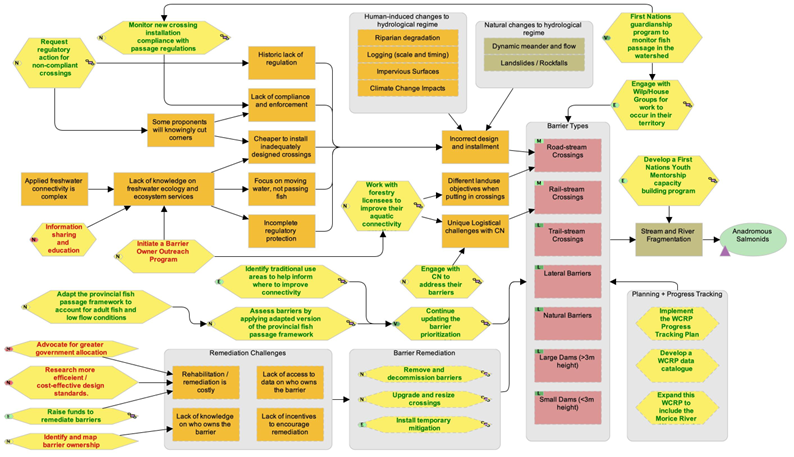 Human-induced changes to
hydrological regime
Riparian degradation
Logging (scale and timing)
Impervious Surfaces
Climate Change Impacts
Natural changes to hydrological
regime
Dynamic meander and flow
Landslides / Rockfalls
First Nations
guardianship
program to monitor fish
passage in the
watershed
N
Monitor new crossing
installation
compliance with
passage regulations
N
Request
regulatory
action for
non-compliant
crossings
N
Historic lack of
regulation
Lack of compliance
and enforcement
Some proponents
will knowingly cut
corners
Cheaper to install
inadequately
designed crossings
Applied freshwater
connectivity is
complex
Lack of knowledge on
freshwater ecology and
ecosystem services
Focus on moving
water, not passing
fish
Incomplete
regulatory
protection
Information
sharing and
education
N
Initiate a Barrier
Owner Outreach
Program
N
Engage with
Wilp/House
Groups for
work to
occur in their
territory
E
Incorrect design
and installment
Different landuse
objectives when
putting in crossings
Unique Logistical
challenges with CN
Work with
forestry
licensees to
improve their
aquatic
connectivity
N
Engage with
CN to
address their
barriers
N
Barrier Types
M
Road-stream
Crossings
M
Rail-stream
Crossings
L
Trail-stream
Crossings
L
Lateral Barriers
L
Natural Barriers
L
Large Dams (>3m
height)
L
Small Dams (<3m
height)
Develop a First
Nations Youth
Mentorship
capacity
building program
E
Stream and River
Fragmentation
Anadromous
Salmonids
Identify traditional use
areas to help inform
where to improve
connectivity
E
Adapt the provincial fish
passage framework to
account for adult fish and
low flow conditions
N
Assess barriers by
applying adapted version
of the provincial fish
passage framework
N
Continue
updating the
barrier
prioritization
Planning + Progress Tracking
Implement
the WCRP
Progress
Tracking Plan
Develop a
WCRP data
catalogue
Expand this
WCRP to
include the
Morice River
Advocate for greater
government allocation
Research more
efficeient /
cost-effective design
standards.
N
Raise funds to
remediate barriers
E
Identify and map
barrier ownership
N
Remediation Challenges
Rehabilitation /
remediation is
costly
Lack of access to
data on who owns the
barrier
Lack of knowledge
on who owns the
barrier
Lack of incentives to
encourage
remediation
Barrier Remediation
Remove and
decommission barriers
N
Upgrade and resize
crossings
N
Install temporary
mitigation
E